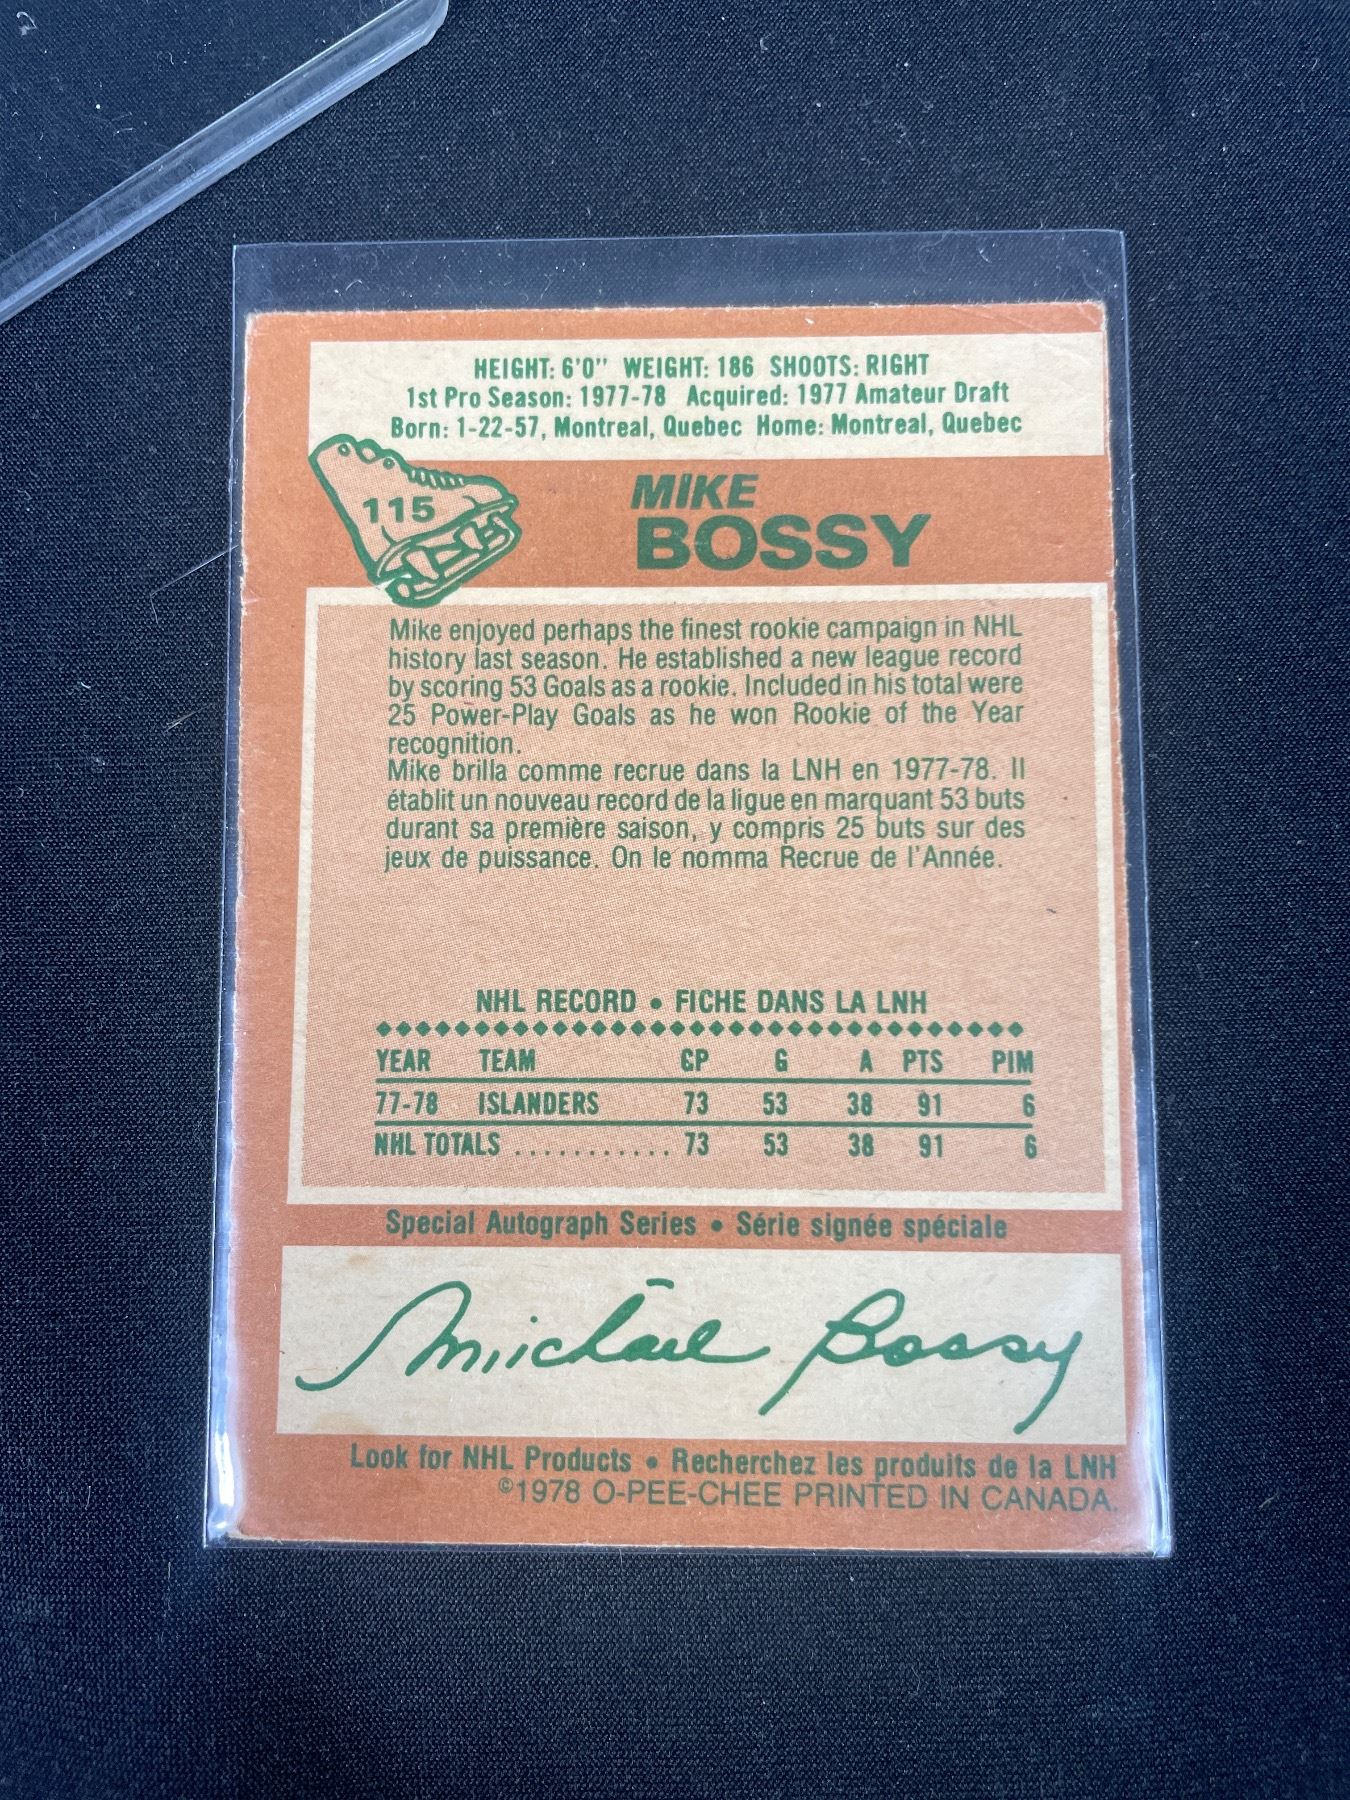 HEIGHT: 6'0" WEIGHT: 186 SHOOTS: RIGHT
1st Pro Season: 1977-78 Acquired: 1977 Amateur Draft
Born: 1-22-57, Montreal, Quebec Home: Montreal, Quebec
115
MIKE
BOSSY
Mike enjoyed perhaps the finest rookie campaign in NHL
history last season. He established a new league record
by scoring 53 Goals as a rookie. Included in his total were
25 Power-Play Goals as he won Rookie of the Year
recognition.
Mike brilla comme recrue dans la LNH en 1977-78. Il
établit un nouveau record de la ligue en marquant 53 buts
durant sa première saison, y compris 25 buts sur des
jeux de puissance. On le nomma Recrue de l'Année.
NHL RECORD • FICHE DANS LA LNH
YEAR TEAM GP G A PTS PIM
77-78 ISLANDERS 73 53 38 91 6
NHL TOTALS ........... 73 53 38 91 6
Special Autograph Series • Série signée spéciale
Michael Bossy
Look for NHL Products • Recherchez les produits de la LNH
©1978 O-PEE-CHEE PRINTED IN CANADA.